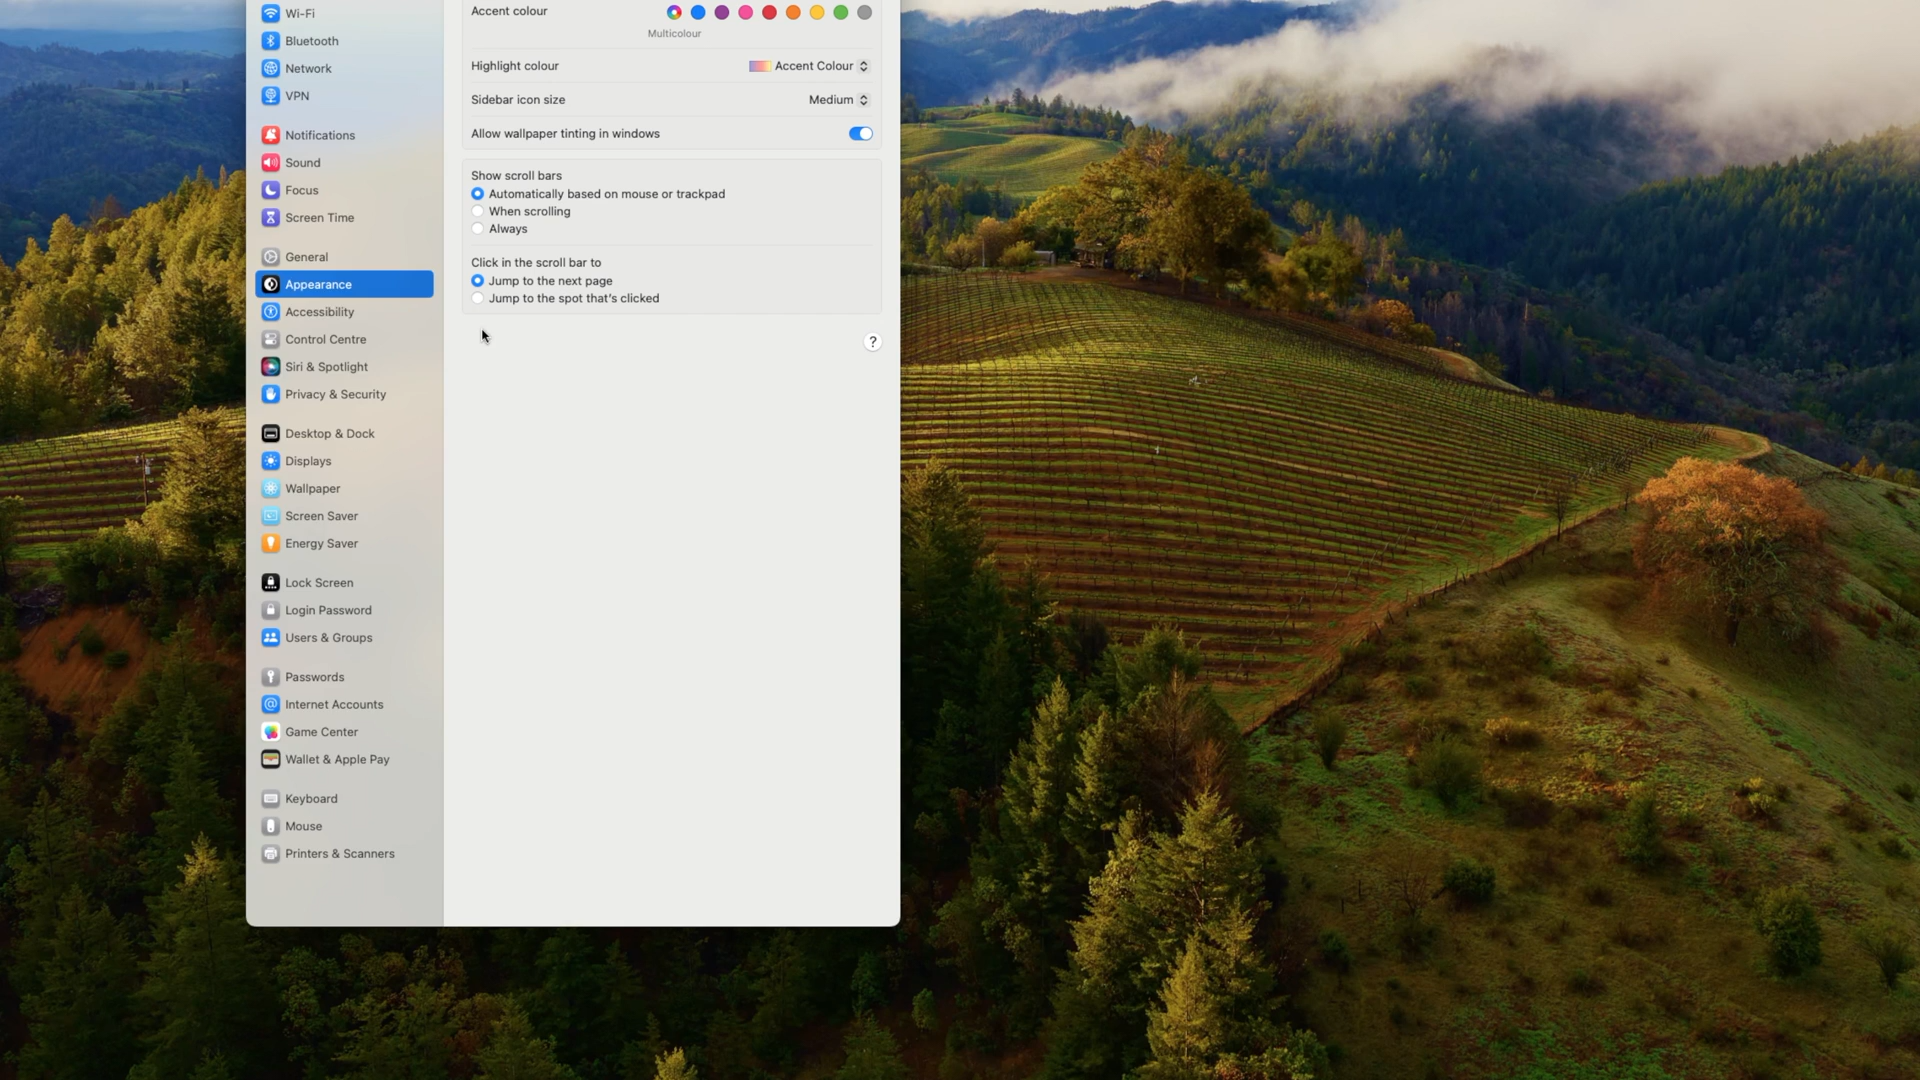 Wi-Fi
Bluetooth
Network
VPN
Notifications
Sound
Focus
Screen Time
General
Appearance
Accessibility
Control Centre
Siri & Spotlight
Privacy & Security
Desktop & Dock
Displays
Wallpaper
Screen Saver
Energy Saver
Lock Screen
Login Password
Users & Groups
Passwords
Internet Accounts
Game Center
Wallet & Apple Pay
Keyboard
Mouse
Printers & Scanners
Accent colour
Multicolour
Highlight colour Accent Colour
Sidebar icon size Medium
Allow wallpaper tinting in windows
Show scroll bars
Automatically based on mouse or trackpad
When scrolling
Always
Click in the scroll bar to
Jump to the next page
Jump to the spot that's clicked
?